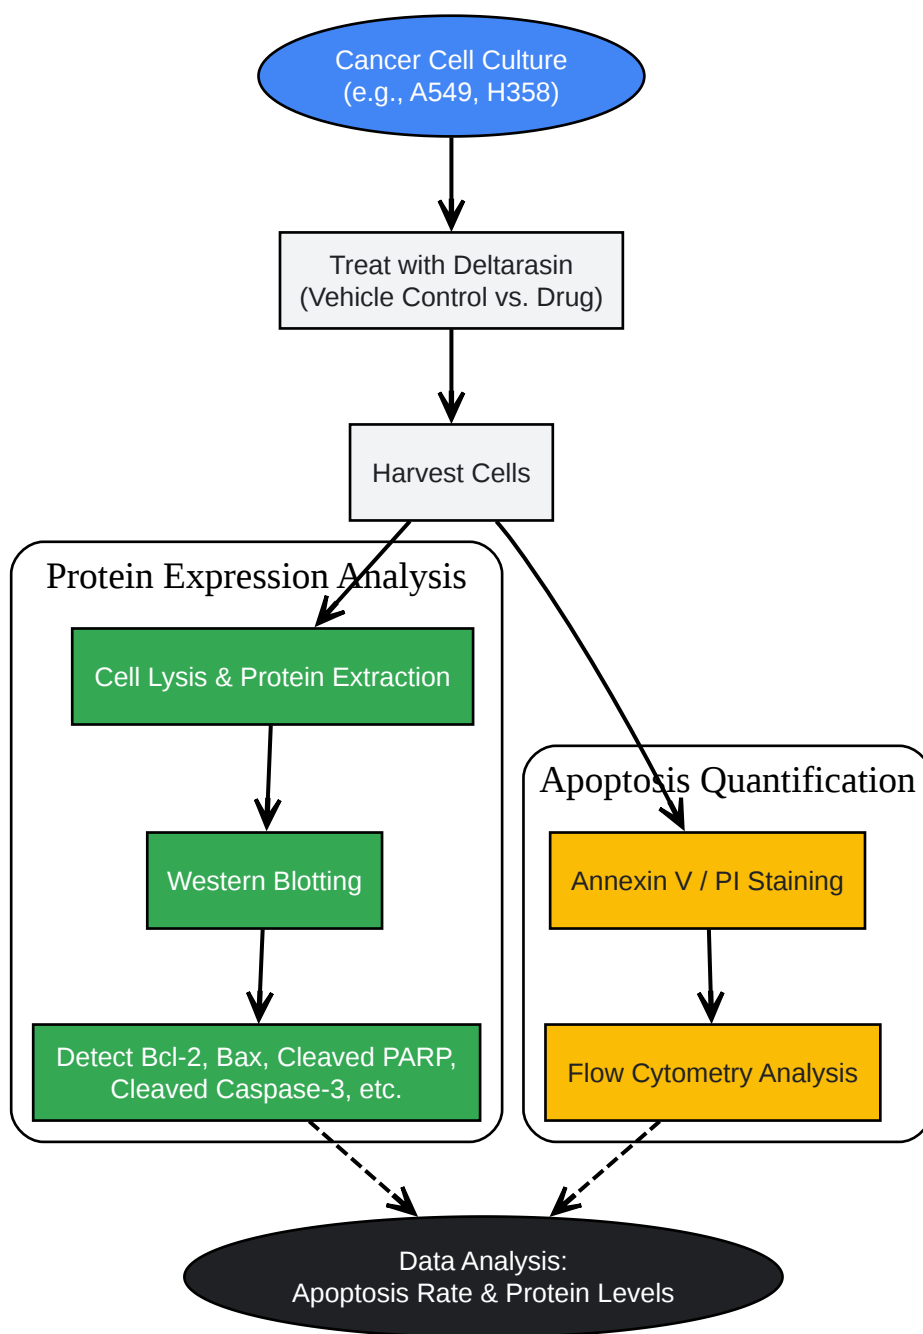 Cancer Cell Culture
(e.g., A549, H358)
Treat with Deltarasin
(Vehicle Control vs. Drug)
Harvest Cells
Protein Expression Analysis
Cell Lysis & Protein Extraction
Western Blotting
Detect Bcl-2, Bax, Cleaved PARP,
Cleaved Caspase-3, etc.
Apoptosis Quantification
Annexin V / PI Staining
Flow Cytometry Analysis
Data Analysis:
Apoptosis Rate & Protein Levels